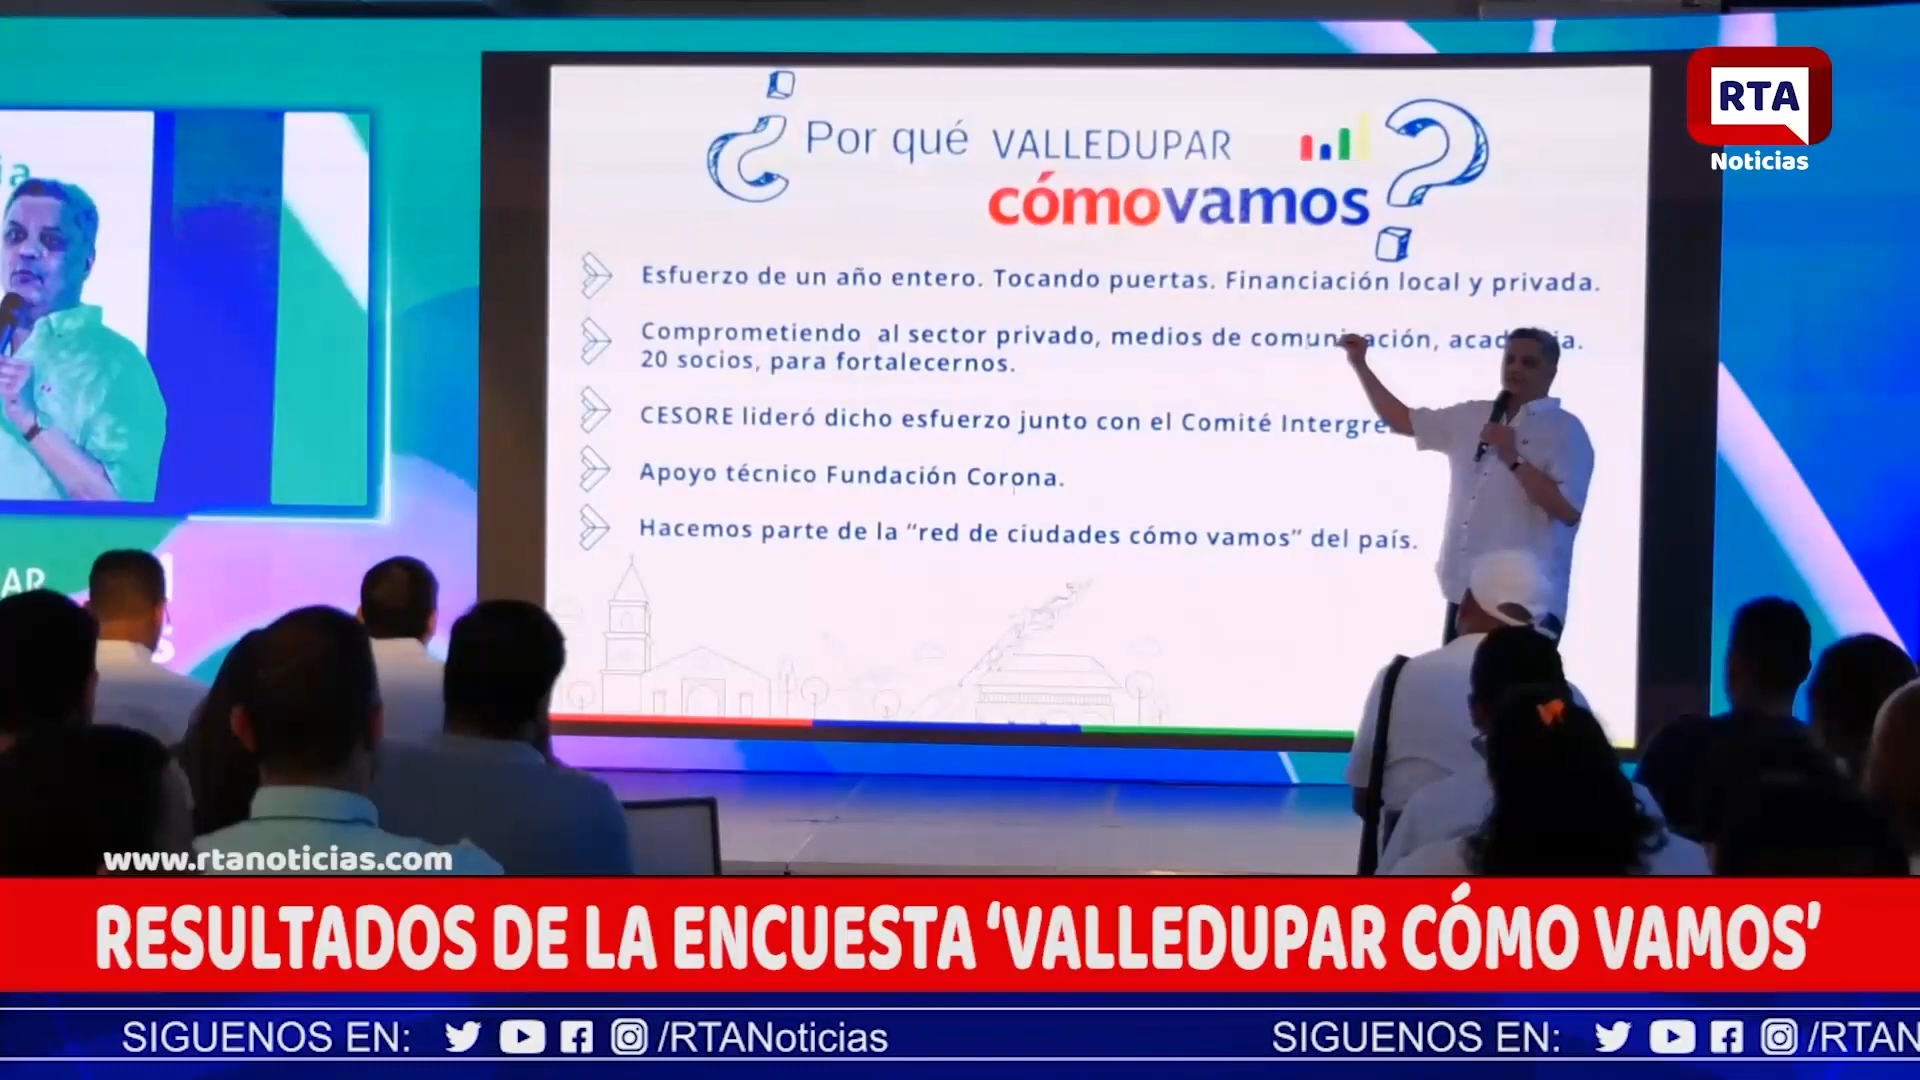 RTA
Noticias
¿Por qué VALLEDUPAR
cómovamos?
Esfuerzo de un año entero. Tocando puertas. Financiación local y privada.
Comprometiendo al sector privado, medios de comunicación,
20 socios, para fortalecernos.
CESORE lideró dicho esfuerzo junto con el Comité
Apoyo técnico Fundación Corona.
Hacemos parte de la “red de ciudades cómo vamos” del país.
www.rtanoticias.com
RESULTADOS DE LA ENCUESTA ‘VALLEDUPAR CÓMO VAMOS’
SIGUENOS EN: /RTANoticias SIGUENOS EN: /RTAN